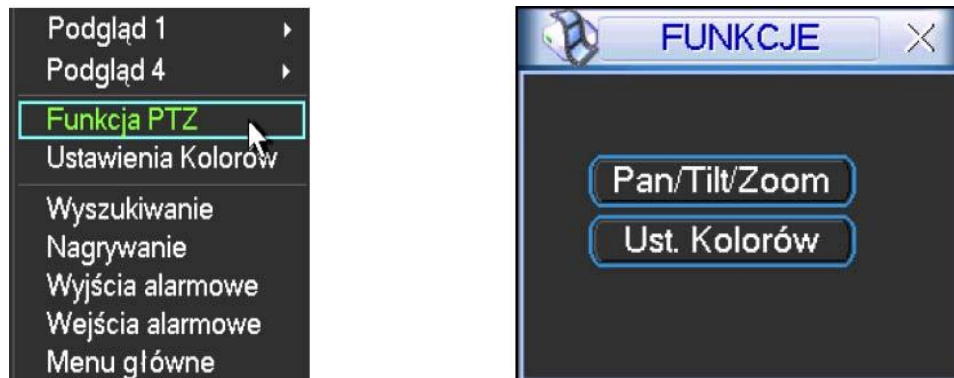 Podgląd 1
Podgląd 4
Funkcja PTZ
Ustawienia Kolorów
Wyszukiwanie
Nagrywanie
Wyjścia alarmowe
Wejścia alarmowe
Menu główne
FUNKCJE
Pan/Tilt/Zoom
Ust. Kolorów